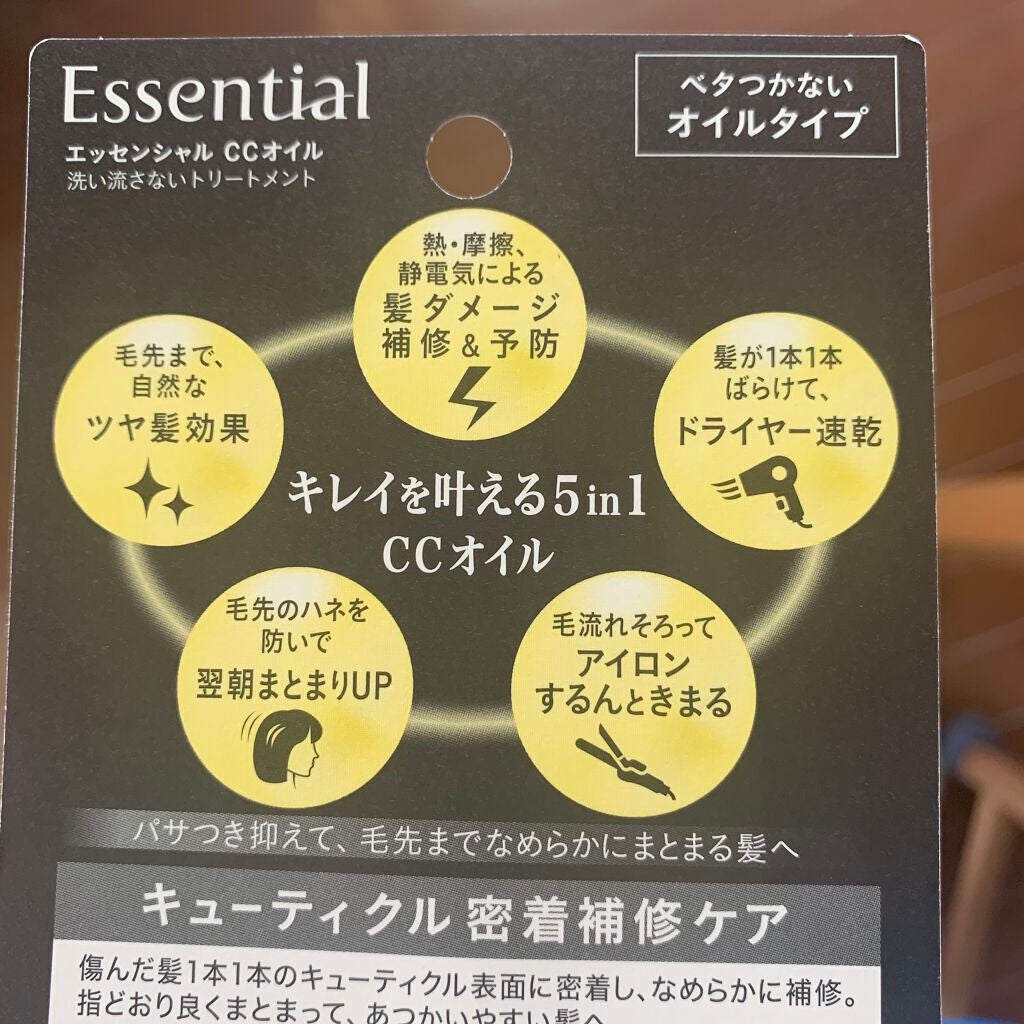 Essential
エッセンシャル CCオイル
洗い流さないトリートメント
ベタつかない
オイルタイプ
熱・摩擦、
静電気による
髪ダメージ
補修&予防
毛先まで、
自然な
ツヤ髪効果
髪が1本1本
ばらけて、
ドライヤー速乾
キレイを叶える5in1
CCオイル
毛先のハネを
防いで
翌朝まとまりUP
毛流れそろって
アイロン
するんときまる
パサつき抑えて、毛先までなめらかにまとまる髪へ
キューティクル密着補修ケア
傷んだ髪1本1本のキューティクル表面に密着し、なめらかに補修。
指どおり良くまとまって、あつかいやすい髪へ